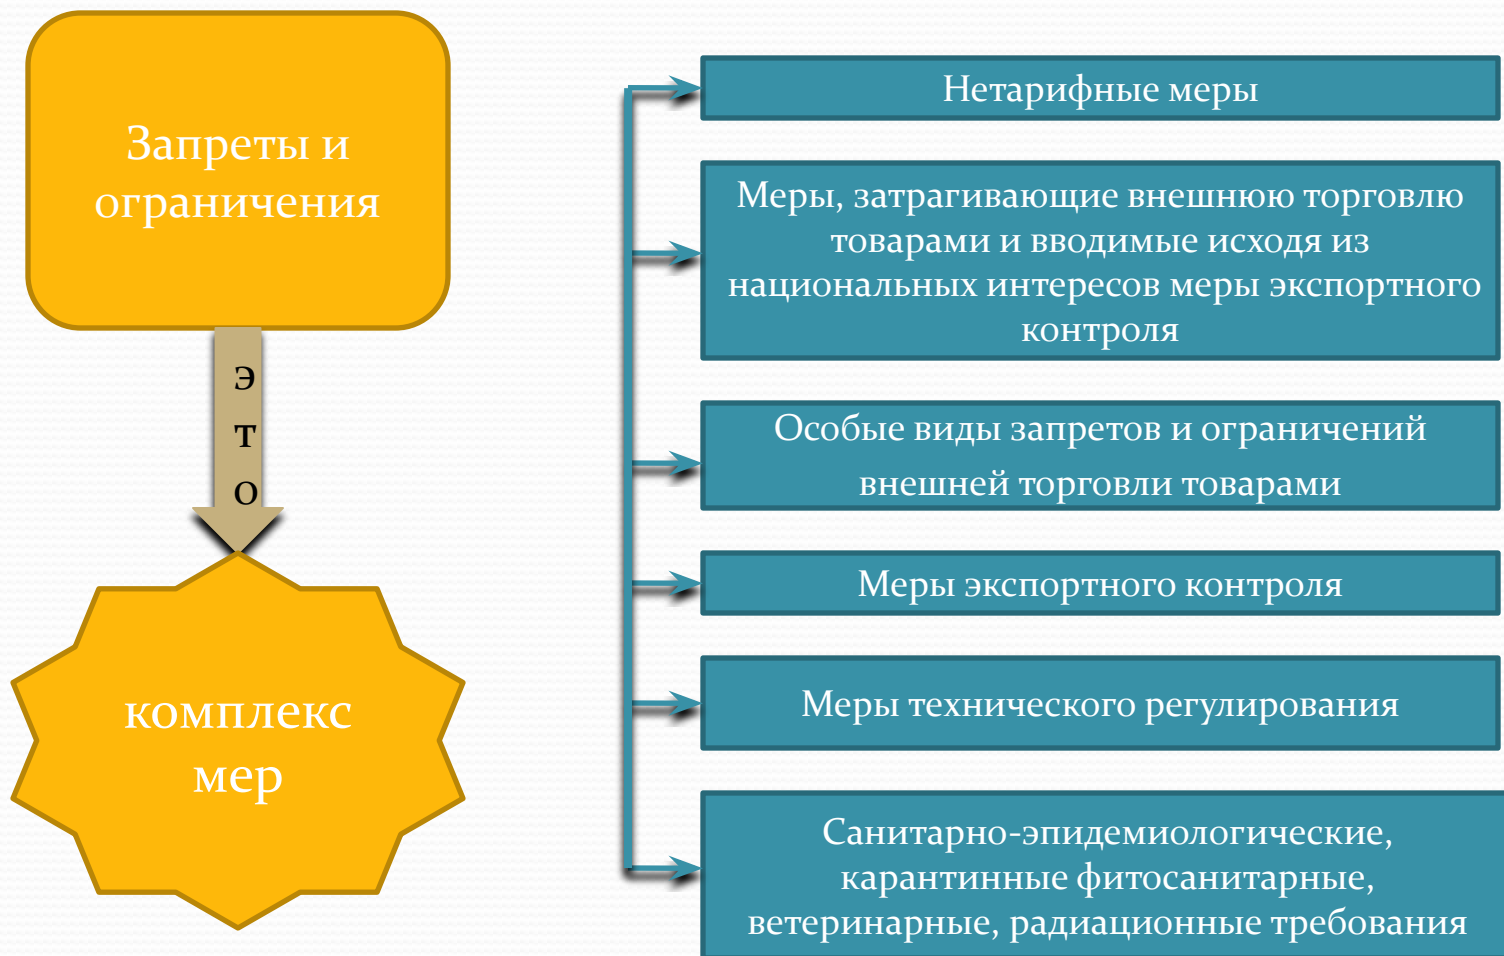 Запреты и
ограничения
э
т
о
комплекс
мер
Нетарифные меры
Меры, затрагивающие внешнюю торговлю
товарами и вводимые исходя из
национальных интересов меры экспортного
контроля
Особые виды запретов и ограничений
внешней торговли товарами
Меры экспортного контроля
Меры технического регулирования
Санитарно-эпидемиологические,
карантинные фитосанитарные,
ветеринарные, радиационные требования